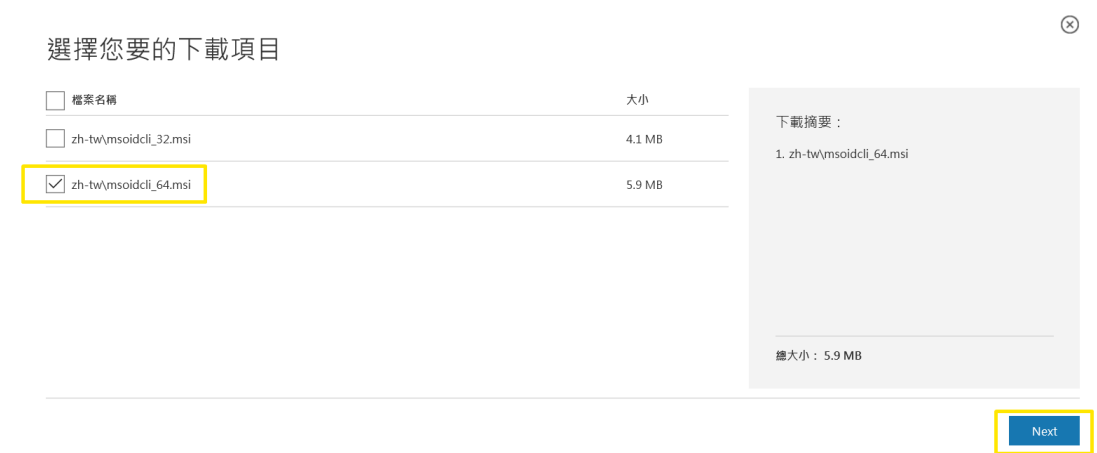 選擇您要的下載項目
檔案名稱 大小
zh-tw\msoidcli_32.msi 4.1 MB
zh-tw\msoidcli_64.msi 5.9 MB
下載摘要：
1. zh-tw\msoidcli_64.msi
總大小： 5.9 MB
Next